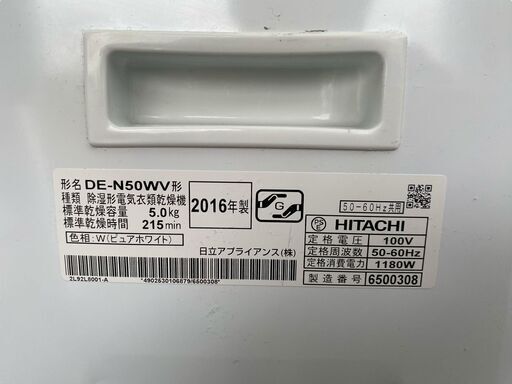 形名 DE-N50WV形
種類 除湿形電気衣類乾燥機
標準乾燥容量 5.0kg
標準乾燥時間 215min
色相:W(ピュアホワイト)
2016年製
G
50-60Hz共用
PSE
HITACHI
定格電圧 100V
定格周波数 50-60Hz
定格消費電力 1180W
日立アプライアンス(株)
製造番号 6500308
2L92L8001-A
*4902530106879/6500308*